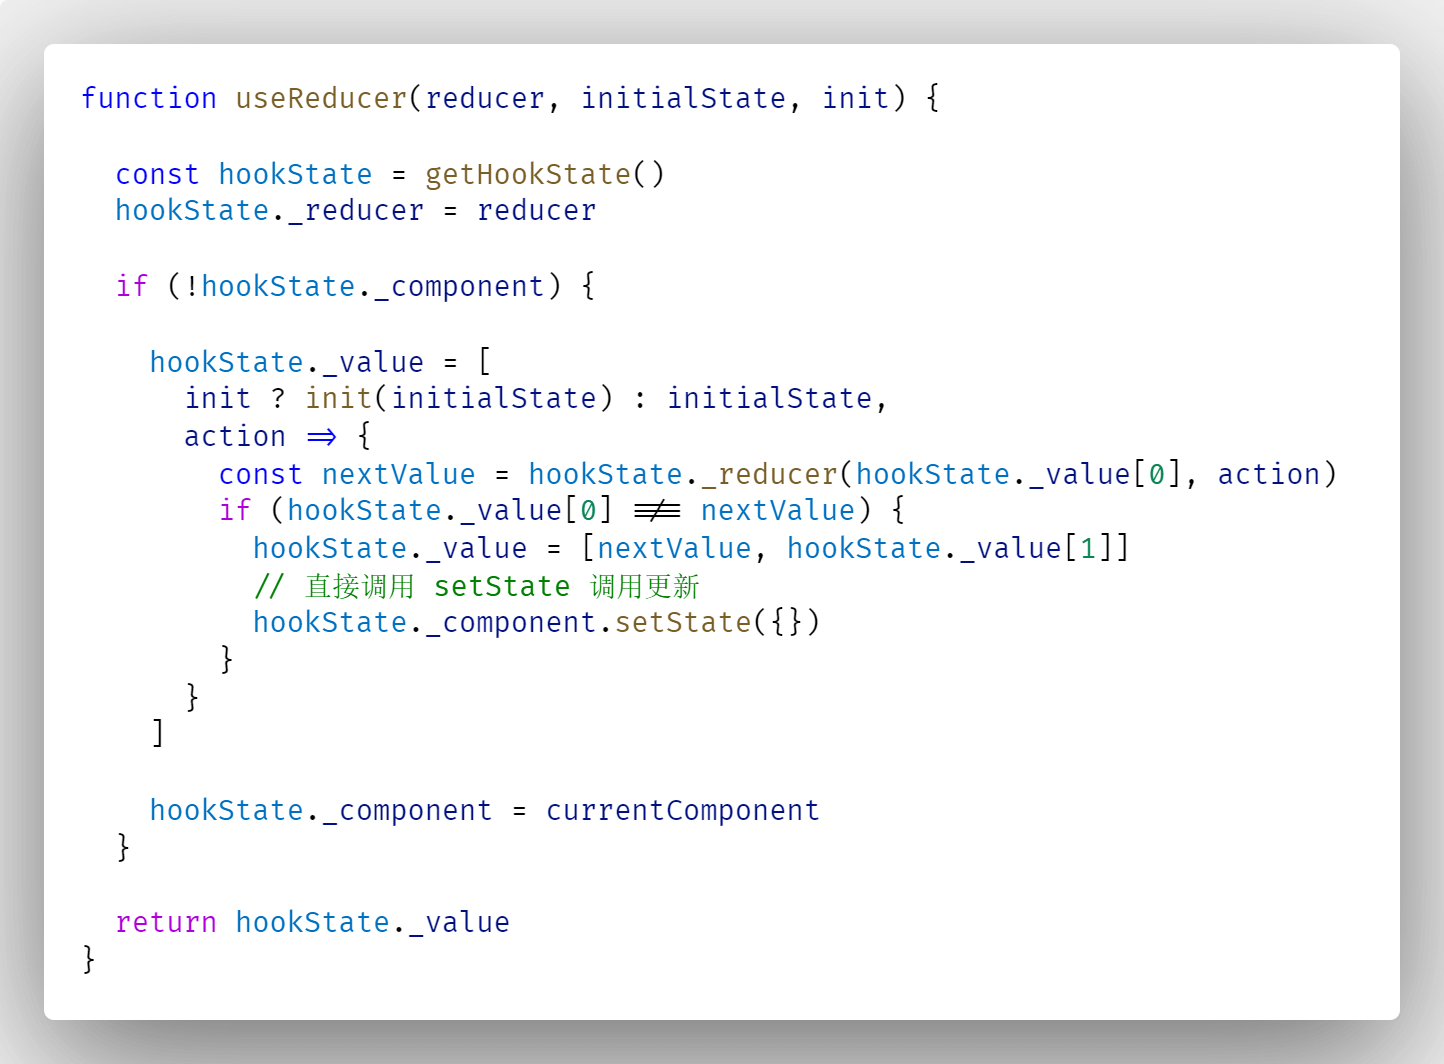 function useReducer(reducer, initialState, init) {
const hookState = getHookState()
hookState._reducer = reducer
if (!hookState._component) {
hookState._value = [
init ? init(initialState) : initialState,
action => {
const nextValue = hookState._reducer(hookState._value[0], action)
if (hookState._value[0] !== nextValue) {
hookState._value = [nextValue, hookState._value[1]]
// 直接调用 setState 调用更新
hookState._component.setState({})
}
}
]
hookState._component = currentComponent
}
return hookState._value
}